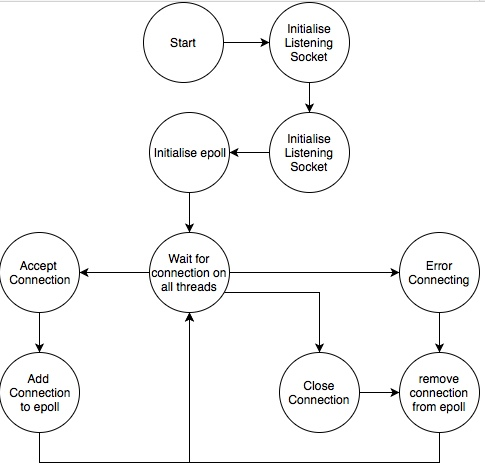 Start
Initialise
Listening
Socket
Initialise epoll
Initialise
Listening
Socket
Accept
Connection
Wait for
connection on
all threads
Error
Connecting
Add
Connection
to epoll
Close
Connection
remove
connection
from epoll